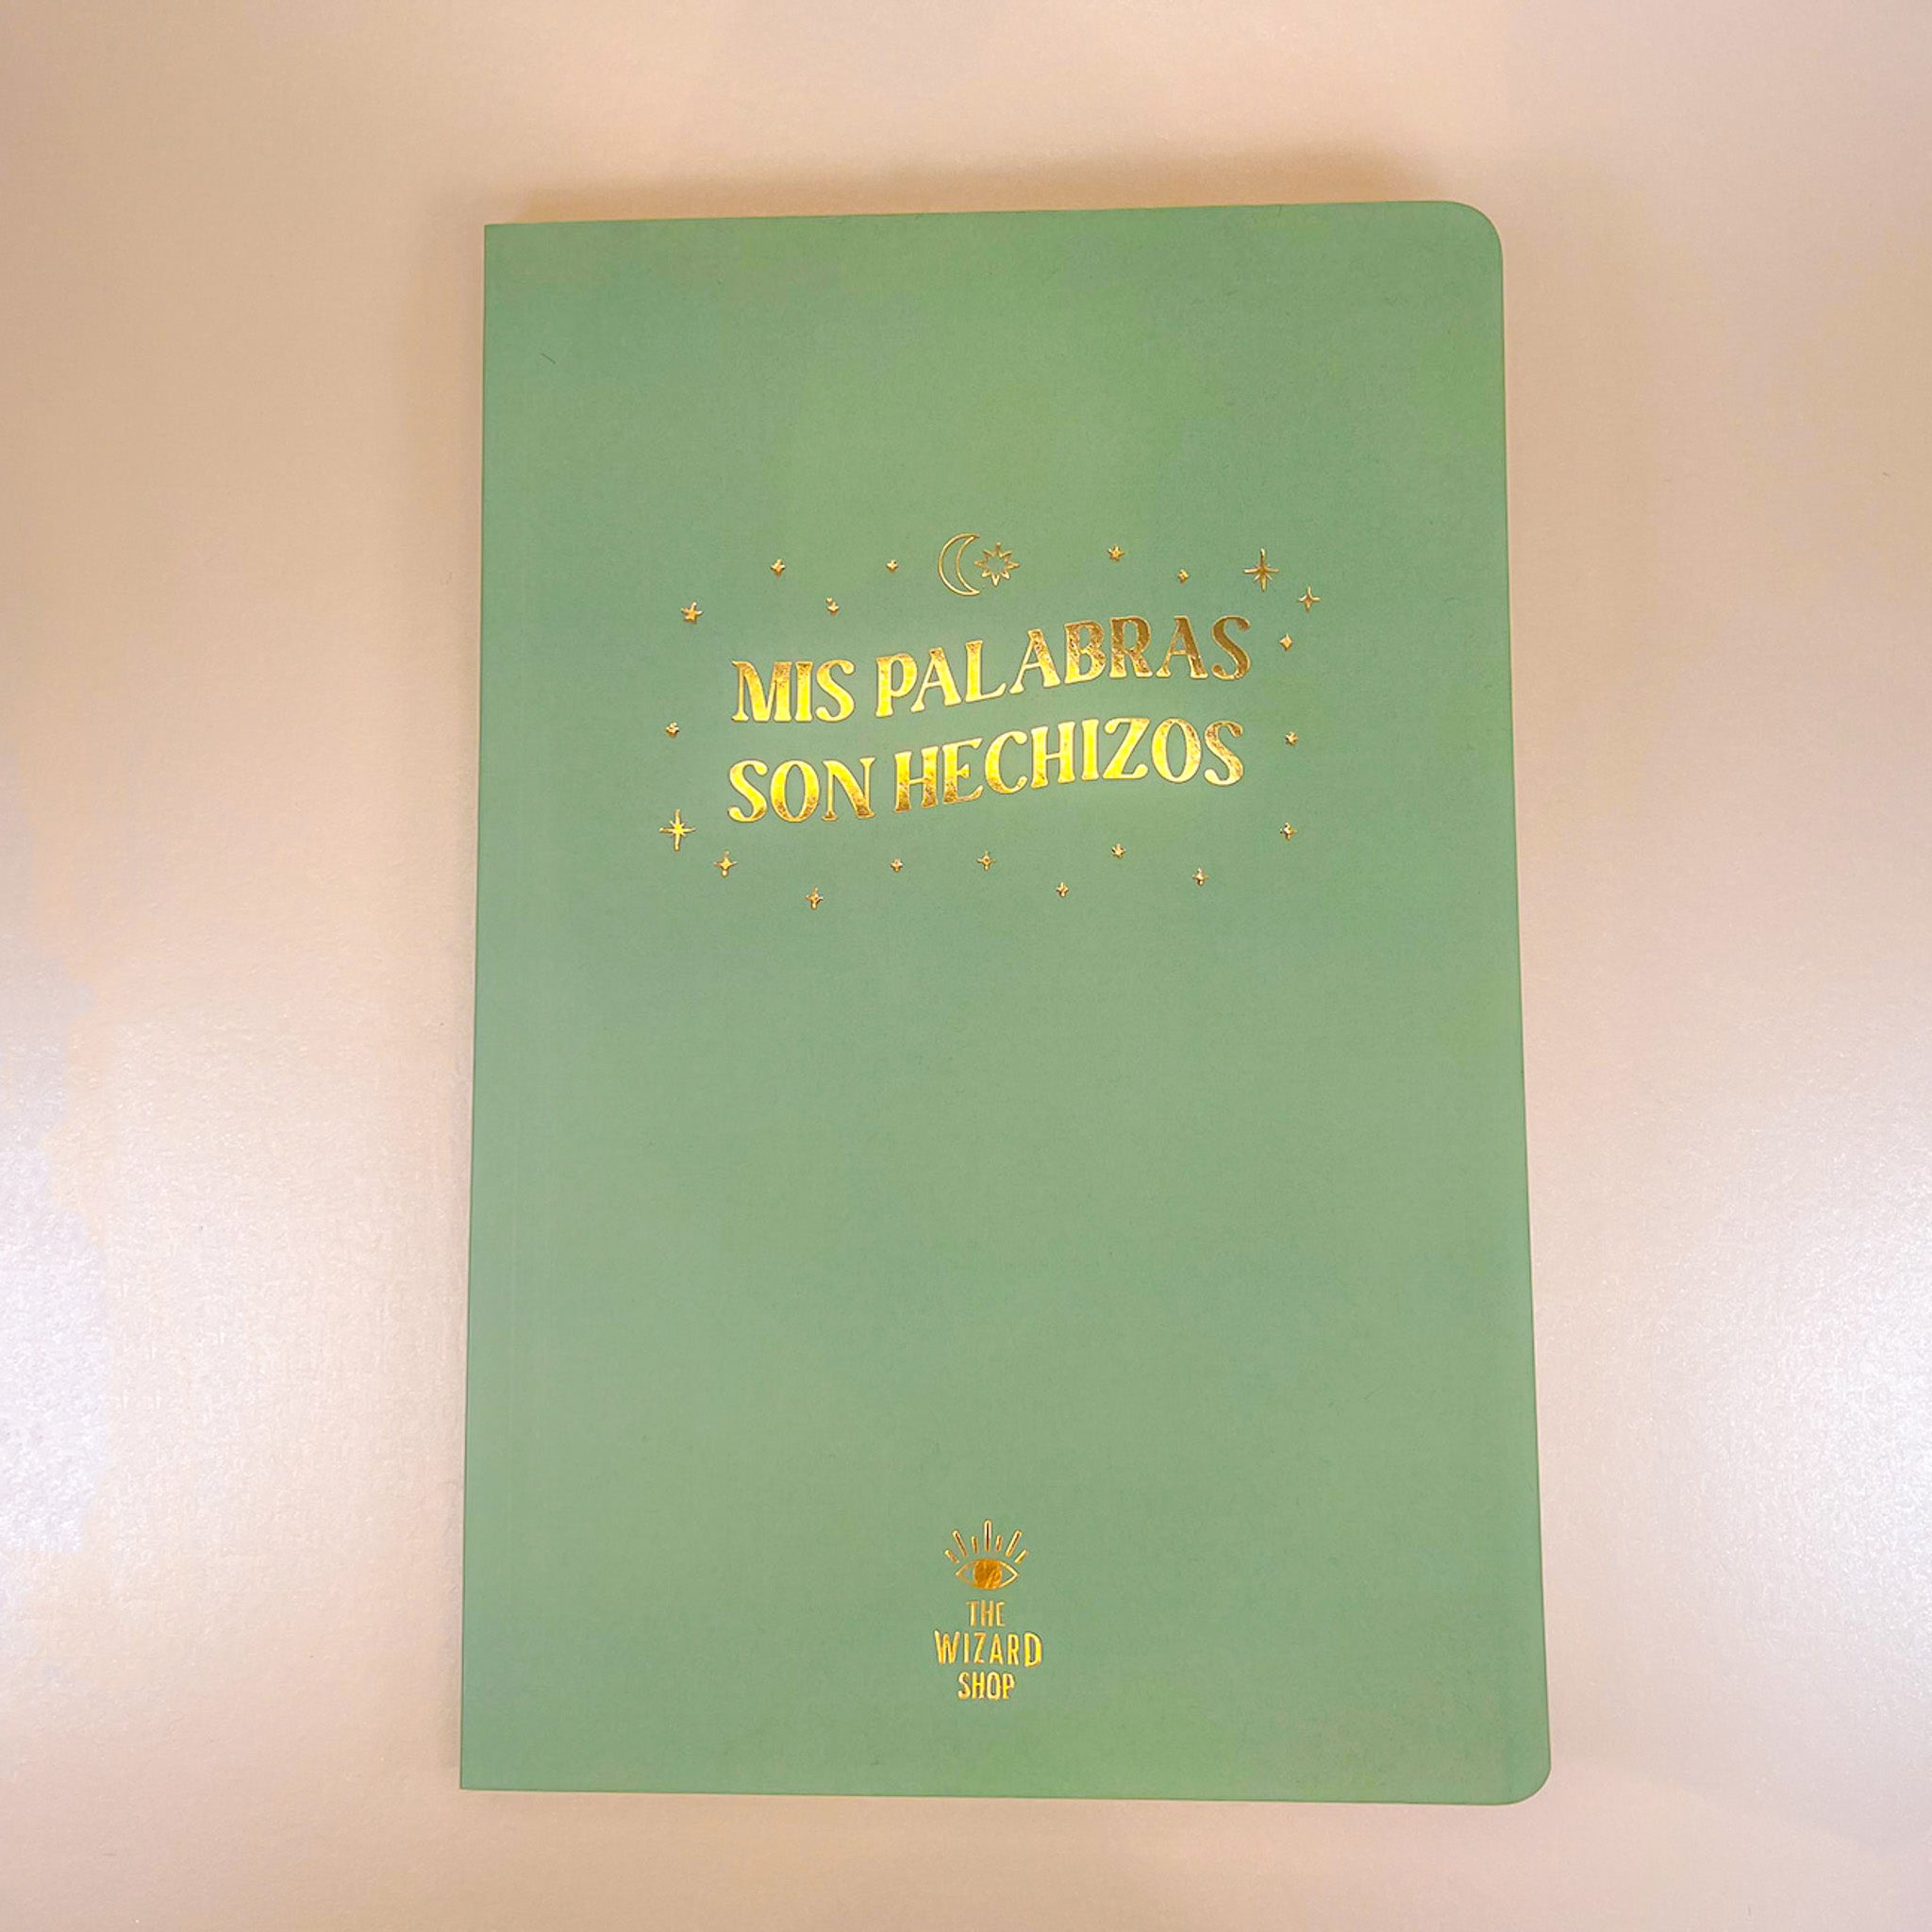 MIS PALABRAS
SON HECHIZOS
THE
WIZARD
SHOP